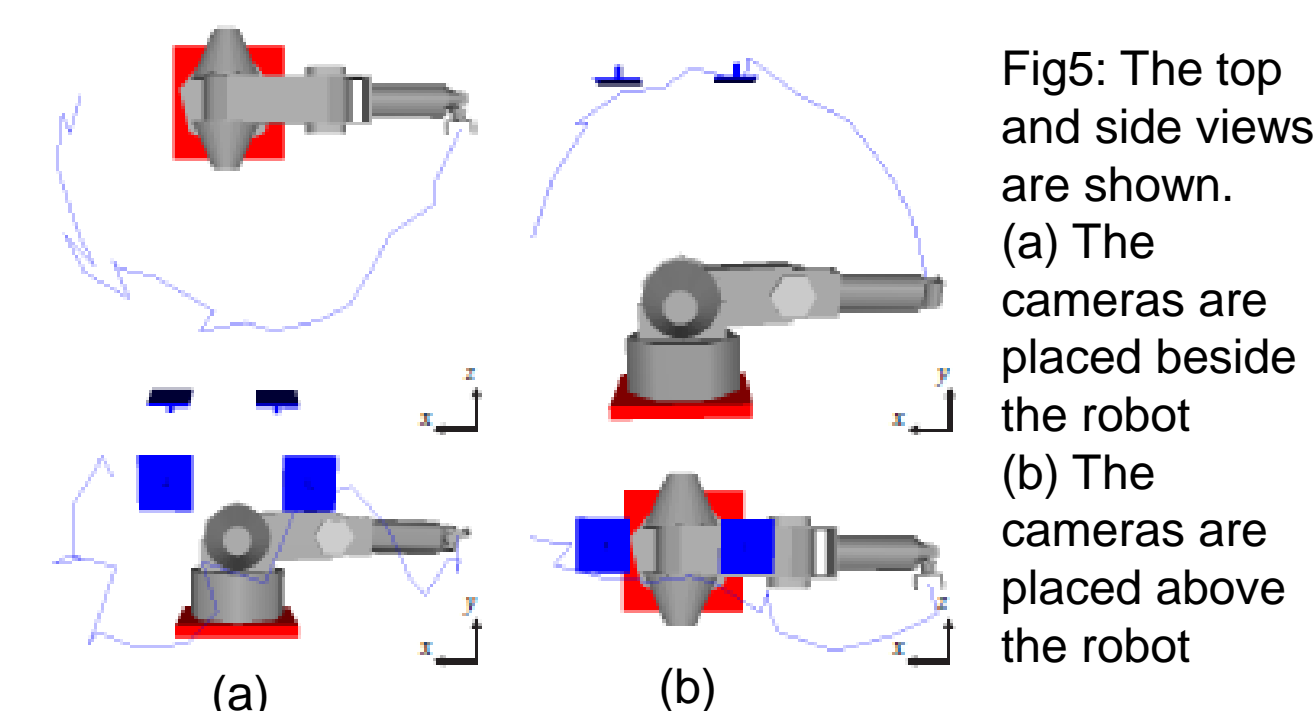 z
x
y
x
y
x
z
x
(a)
(b)
Fig5: The top
and side views
are shown.
(a) The
cameras are
placed beside
the robot
(b) The
cameras are
placed above
the robot